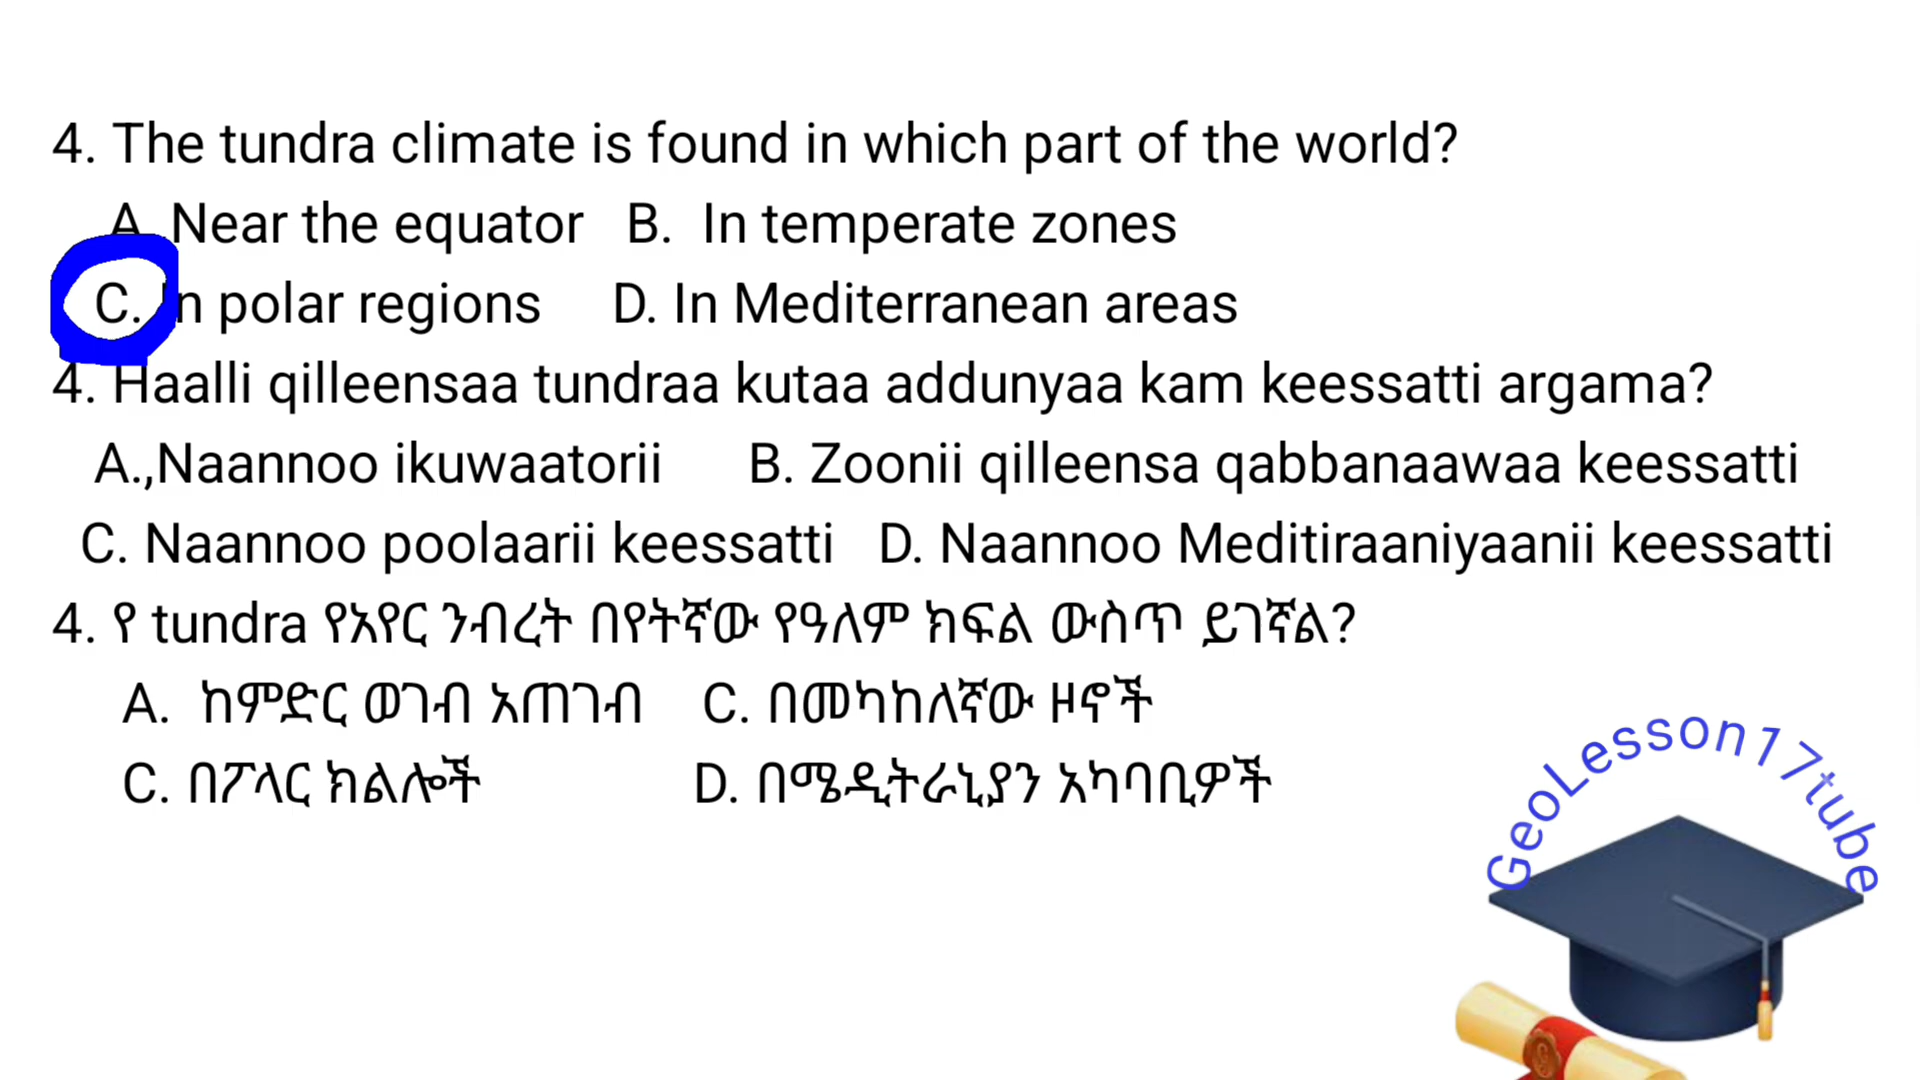 4. The tundra climate is found in which part of the world?
A. Near the equator B. In temperate zones
C. In polar regions D. In Mediterranean areas
4. Haalli qilleensaa tundraa kutaa addunyaa kam keessatti argama?
A.,Naannoo ikuwaatorii B. Zoonii qilleensa qabbanaawaa keessatti
C. Naannoo poolaarii keessatti D. Naannoo Meditiraaniyaanii keessatti
4. የ tundra የአየር ንብረት በየትኛው የዓለም ክፍል ውስጥ ይገኛል?
A. ከምድር ወገብ አጠገብ C. በመካከለኛው ዞኖች
C. በፖላር ክልሎች D. በሜዲትራኒያን አካባቢዎች
GeoLesson17tube